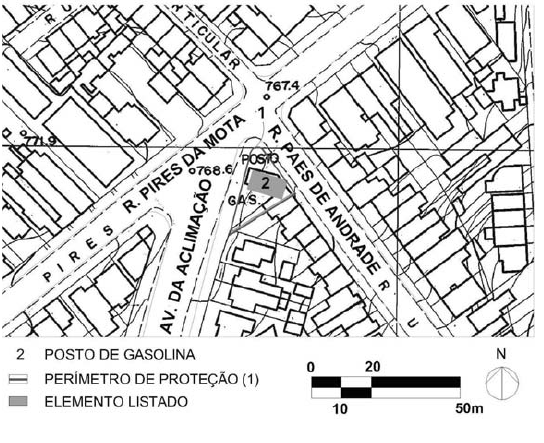 R U
RTICULAR
767.4
1
771.9
R. PIRES DA MOTA
768.6
POSTO
2
GAS.
R. PAES DE ANDRADE
R Ú
PIRES
AV. DA ACLIMAÇÃO
2 POSTO DE GASOLINA
PERÍMETRO DE PROTEÇÃO (1)
ELEMENTO LISTADO
0 20
10 50m
N